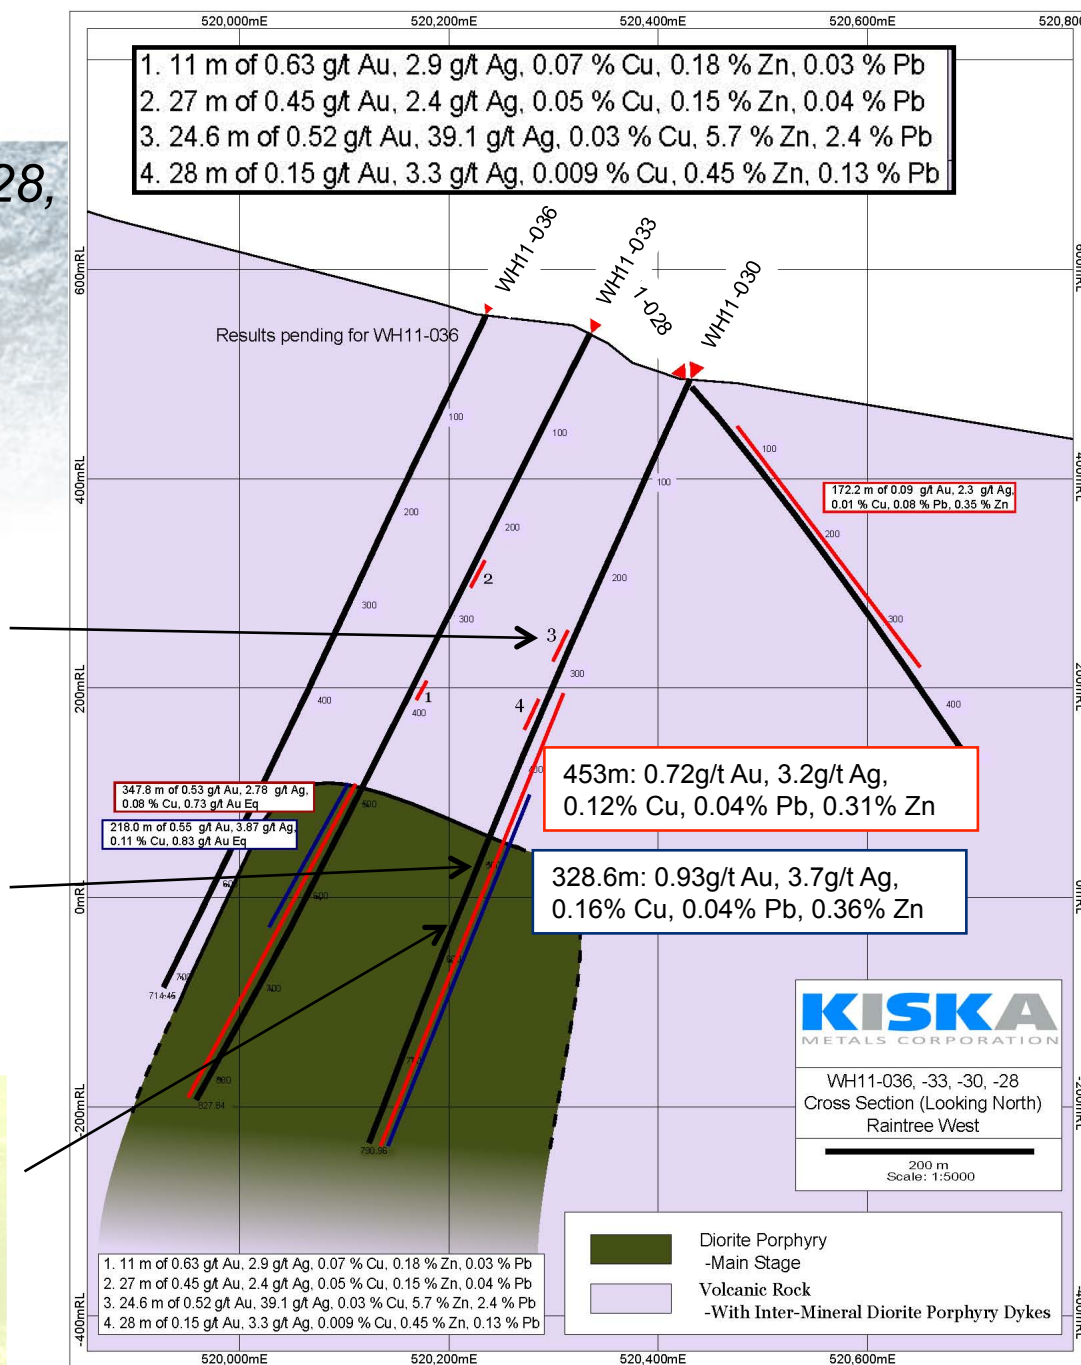 520,000mE 520,200mE 520,400mE 520,600mE 520,800
1. 11 m of 0.63 g/t Au, 2.9 g/t Ag, 0.07 % Cu, 0.18 % Zn, 0.03 % Pb
2. 27 m of 0.45 g/t Au, 2.4 g/t Ag, 0.05 % Cu, 0.15 % Zn, 0.04 % Pb
3. 24.6 m of 0.52 g/t Au, 39.1 g/t Ag, 0.03 % Cu, 5.7 % Zn, 2.4 % Pb
4. 28 m of 0.15 g/t Au, 3.3 g/t Ag, 0.009 % Cu, 0.45 % Zn, 0.13 % Pb
28,
WH11-036
WH11-033
1-028
WH11-030
600mRL
600mRL
Results pending for WH11-036
100
100
100
100
400mRL
400mRL
172.2 m of 0.09 g/t Au, 2.3 g/t Ag,
0.01 % Cu, 0.08 % Pb, 0.35 % Zn
200
200
200
200
2
300
300
300
3
300
200mRL
200mRL
400
1
400
4
400
453m: 0.72g/t Au, 3.2g/t Ag,
0.12% Cu, 0.04% Pb, 0.31% Zn
347.8 m of 0.53 g/t Au, 2.78 g/t Ag,
0.08 % Cu, 0.73 g/t Au Eq
218.0 m of 0.55 g/t Au, 3.87 g/t Ag,
0.11 % Cu, 0.83 g/t Au Eq
328.6m: 0.93g/t Au, 3.7g/t Ag,
0.16% Cu, 0.04% Pb, 0.36% Zn
0mRL
0mRL
700
714.45
700
800
827.84
790.96
KISKA
METALS CORPORATION
WH11-036, -33, -30, -28
Cross Section (Looking North)
Raintree West
200 m
Scale: 1:5000
-200mRL
-200mRL
Diorite Porphyry
-Main Stage
Volcanic Rock
-With Inter-Mineral Diorite Porphyry Dykes
1. 11 m of 0.63 g/t Au, 2.9 g/t Ag, 0.07 % Cu, 0.18 % Zn, 0.03 % Pb
2. 27 m of 0.45 g/t Au, 2.4 g/t Ag, 0.05 % Cu, 0.15 % Zn, 0.04 % Pb
3. 24.6 m of 0.52 g/t Au, 39.1 g/t Ag, 0.03 % Cu, 5.7 % Zn, 2.4 % Pb
4. 28 m of 0.15 g/t Au, 3.3 g/t Ag, 0.009 % Cu, 0.45 % Zn, 0.13 % Pb
-400mRL
-400mRL
520,000mE 520,200mE 520,400mE 520,600mE